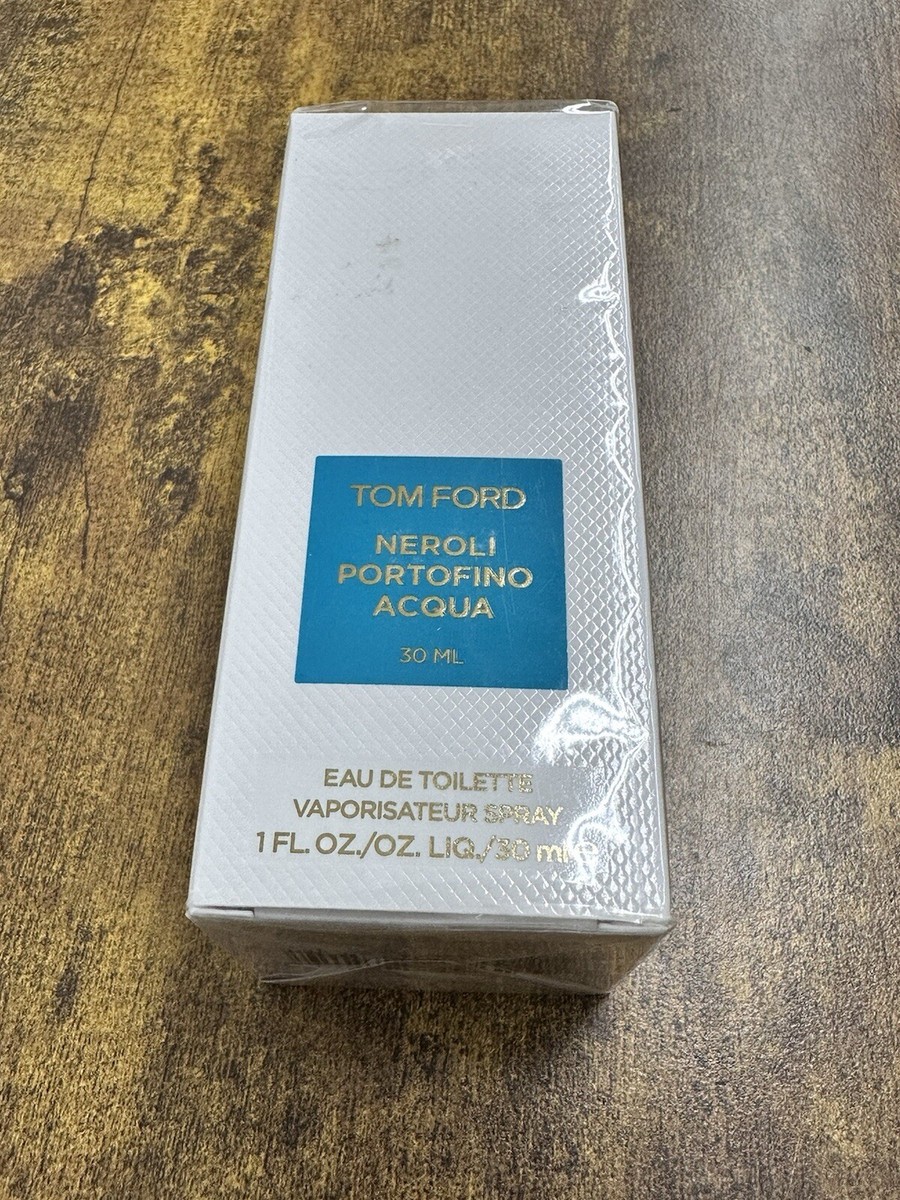 TOM FORD
NEROLI
PORTOFINO
ACQUA
30 ML
EAU DE TOILETTE
VAPORISATEUR SPRAY
1 FL. OZ./OZ. LIQ./30 ml